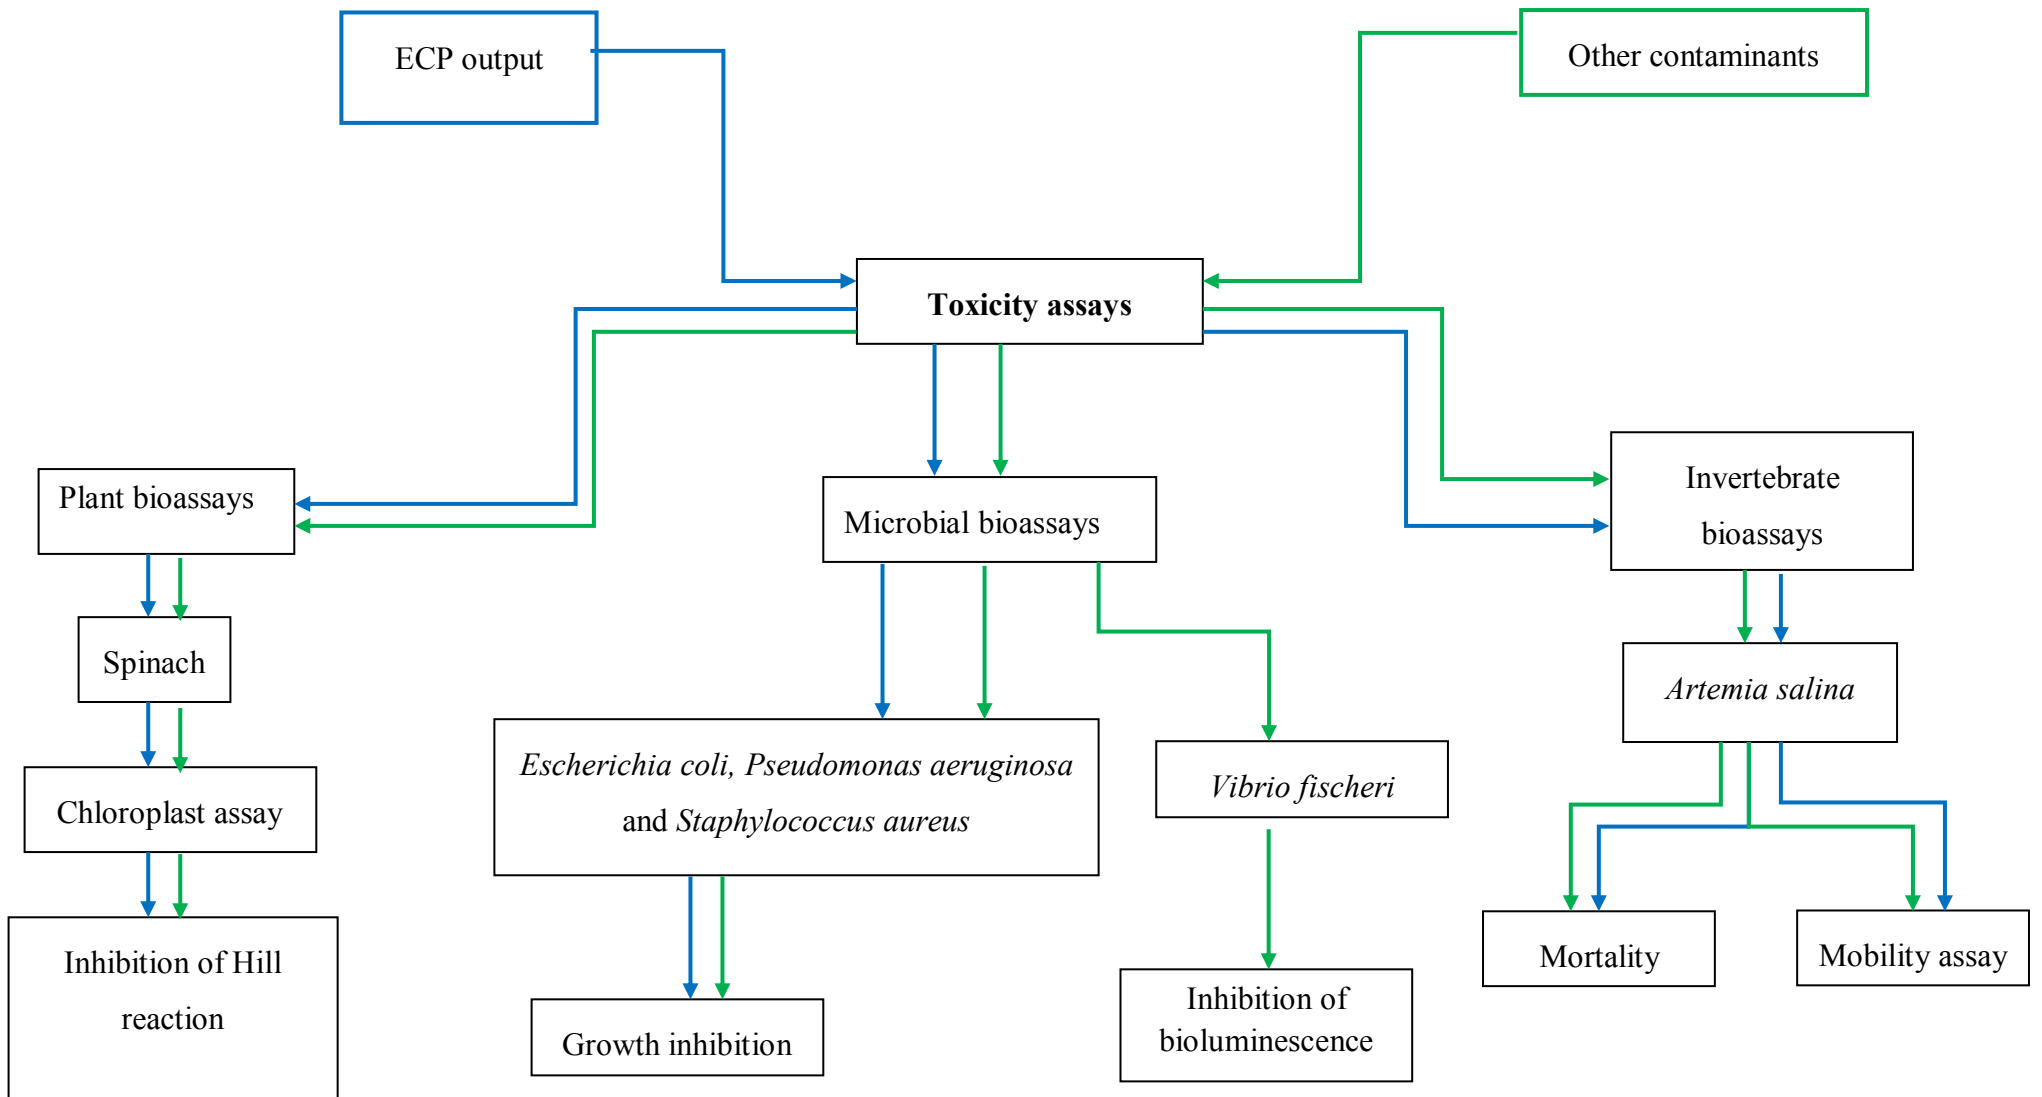 ECP output
Other contaminants
Toxicity assays
Plant bioassays
Microbial bioassays
Invertebrate
bioassays
Spinach
Artemia salina
Chloroplast assay
Escherichia coli, Pseudomonas aeruginosa
and Staphylococcus aureus
Vibrio fischeri
Inhibition of Hill
reaction
Growth inhibition
Inhibition of
bioluminescence
Mortality
Mobility assay